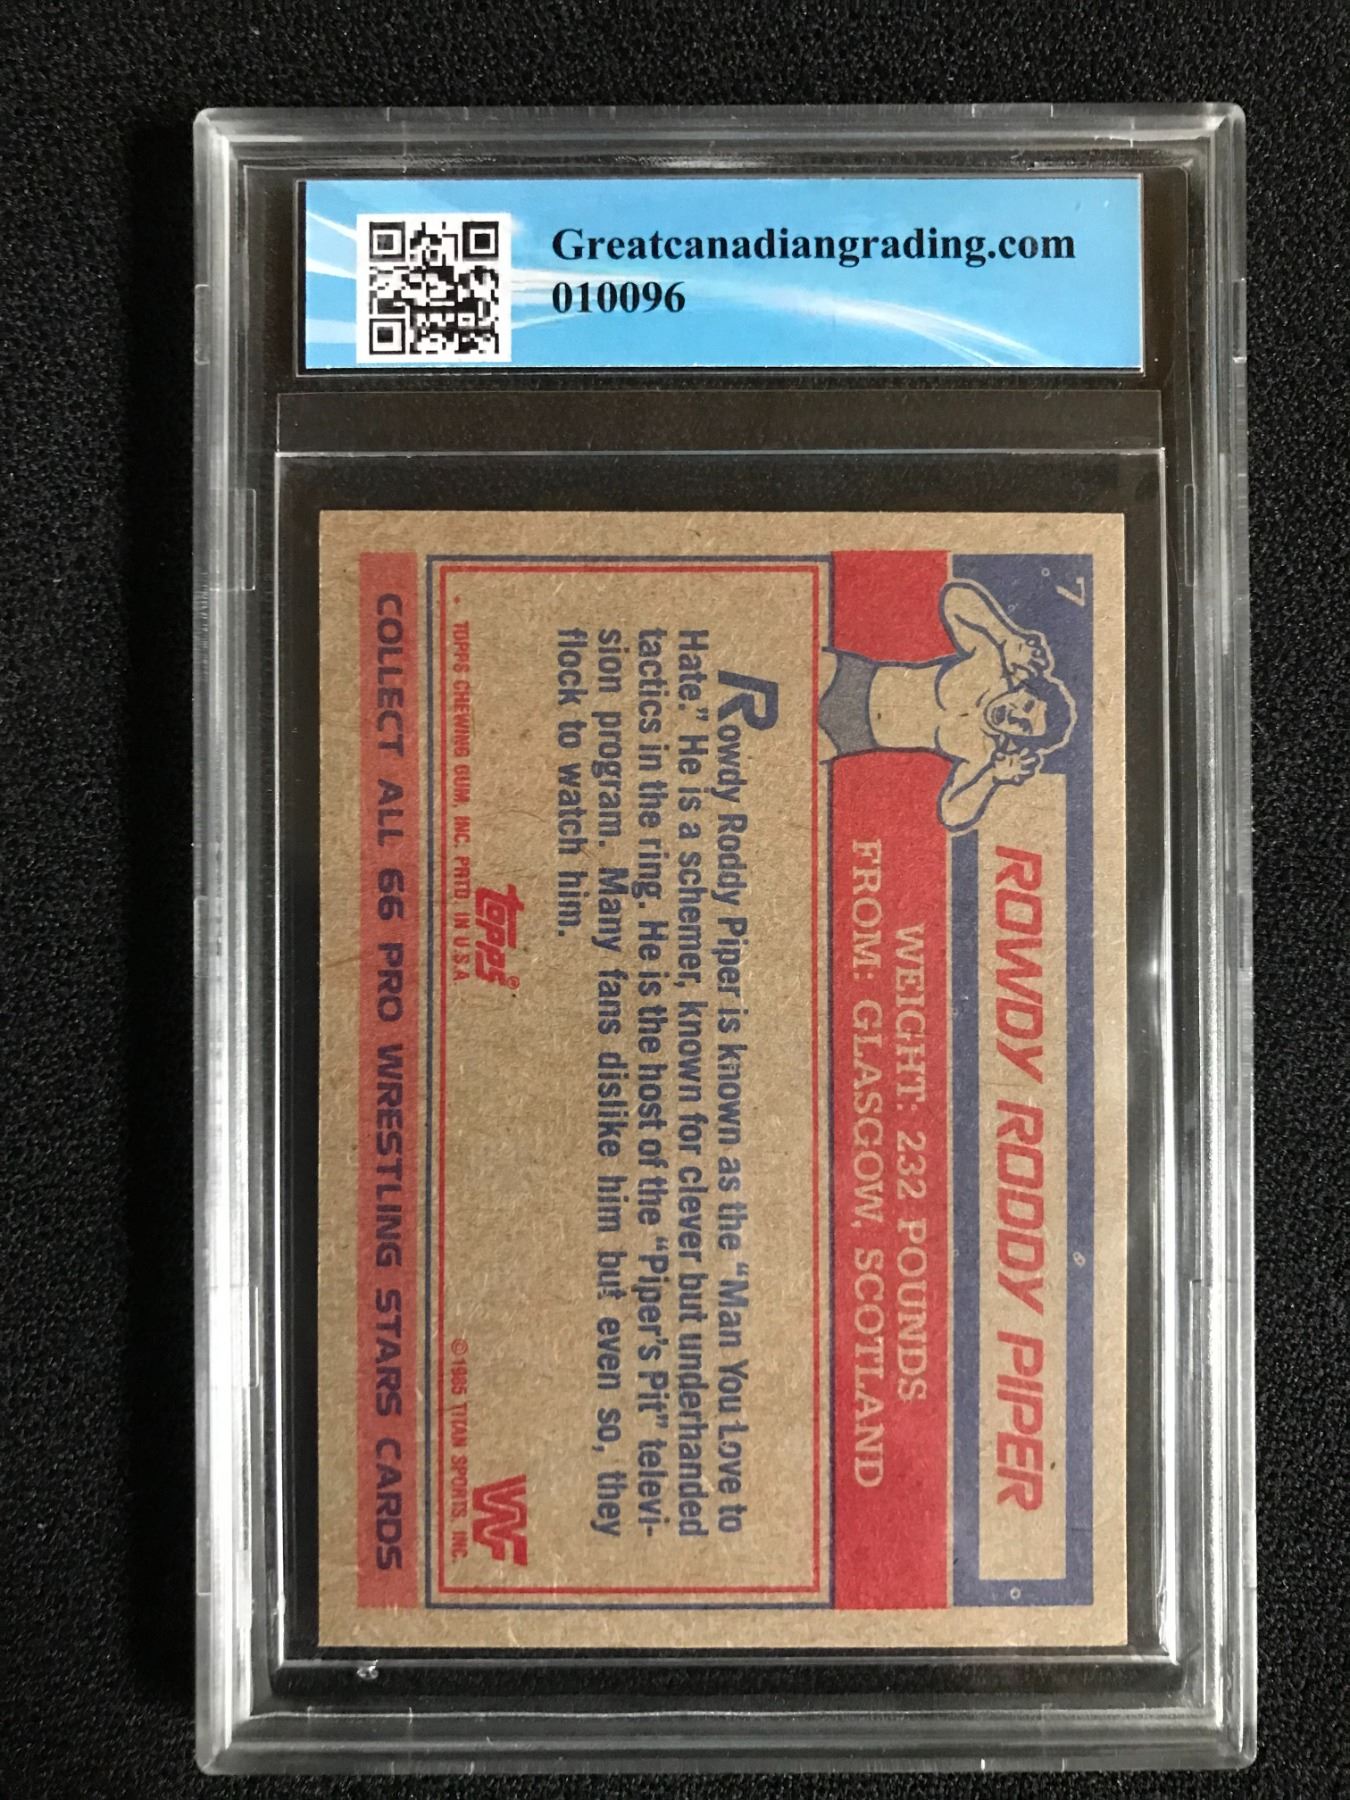 Greatcanadiangrading.com
010096
7
ROWDY RODDY PIPER
WEIGHT: 232 POUNDS
FROM: GLASGOW, SCOTLAND
Rowdy Roddy Piper is known as the "Man You Love to
Hate." He is a schemer, known for clever but underhanded
tactics in the ring. He is the host of the "Piper's Pit" televi-
sion program. Many fans dislike him but even so, they
flock to watch him.
topps®
WF
* TOPPS CHEWING GUM, INC. PRTD. IN U.S.A.
©1985 TITAN SPORTS, INC.
COLLECT ALL 66 PRO WRESTLING STARS CARDS